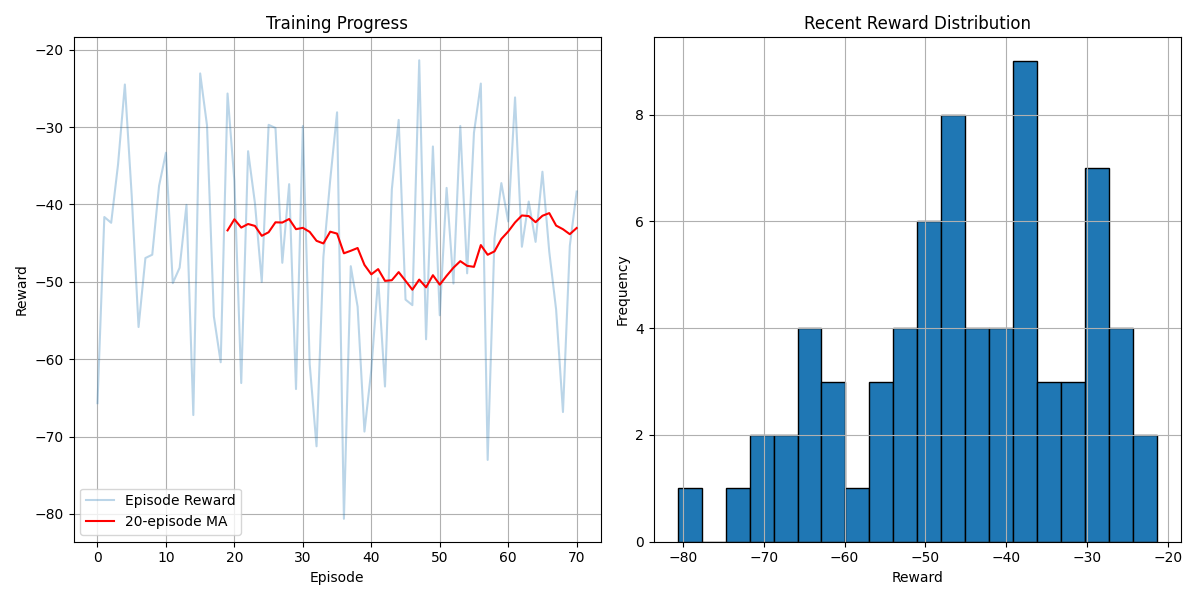 Training Progress
Reward
−20
−30
−40
−50
−60
−70
−80
Episode Reward
20-episode MA
0 10 20 30 40 50 60 70
Episode
Recent Reward Distribution
Frequency
8
6
4
2
0
−80 −70 −60 −50 −40 −30 −20
Reward